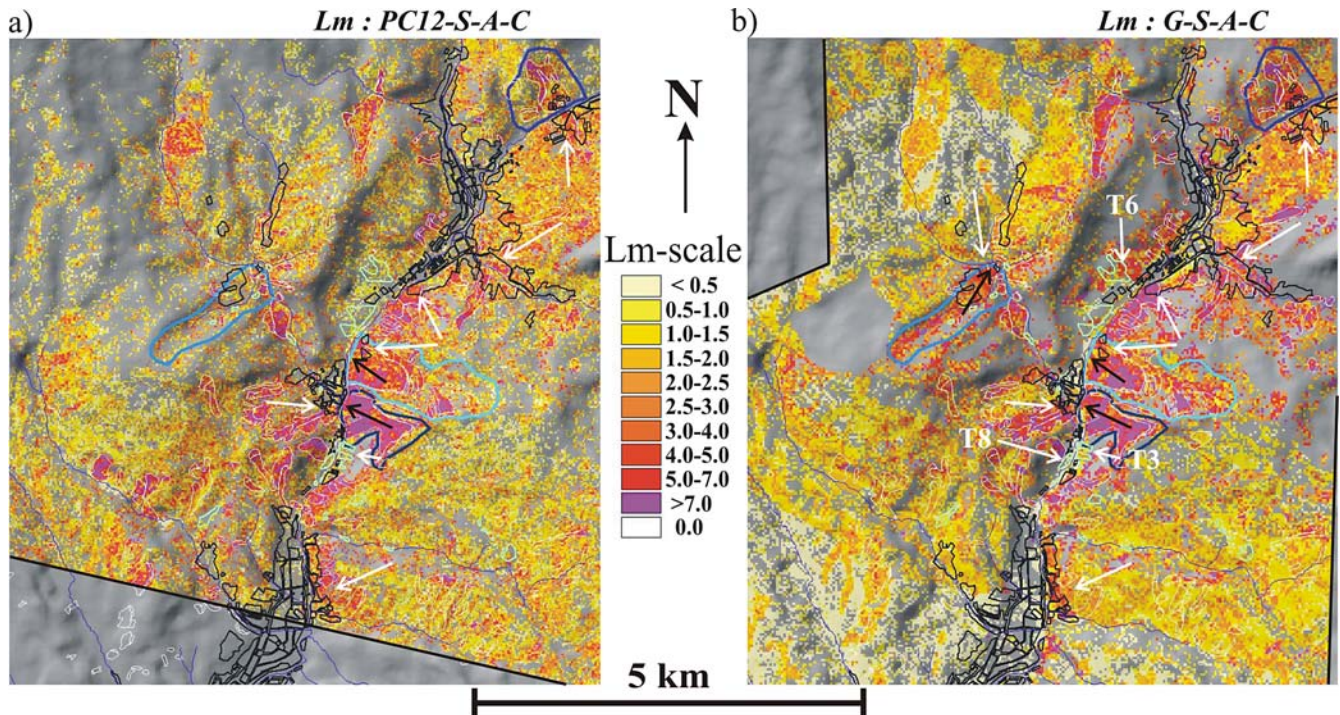 a)
Lm : PC12-S-A-C
b)
Lm : G-S-A-C
N
Lm-scale
< 0.5
0.5-1.0
1.0-1.5
1.5-2.0
2.0-2.5
2.5-3.0
3.0-4.0
4.0-5.0
5.0-7.0
>7.0
0.0
T6
T8
T3
5 km